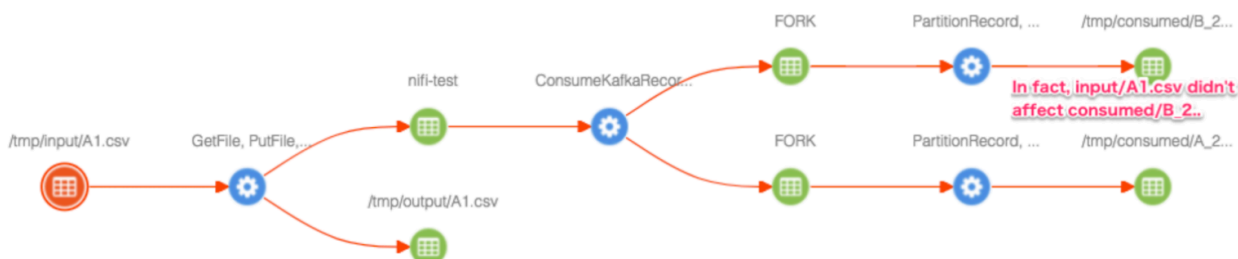 FORK
PartitionRecord, ...
/tmp/consumed/B_2...
nifi-test
ConsumeKafkaRecor...
In fact, input/A1.csv didn't
affect consumed/B_2..
/tmp/input/A1.csv
GetFile, PutFile,...
FORK
PartitionRecord, ...
/tmp/consumed/A_2...
/tmp/output/A1.csv